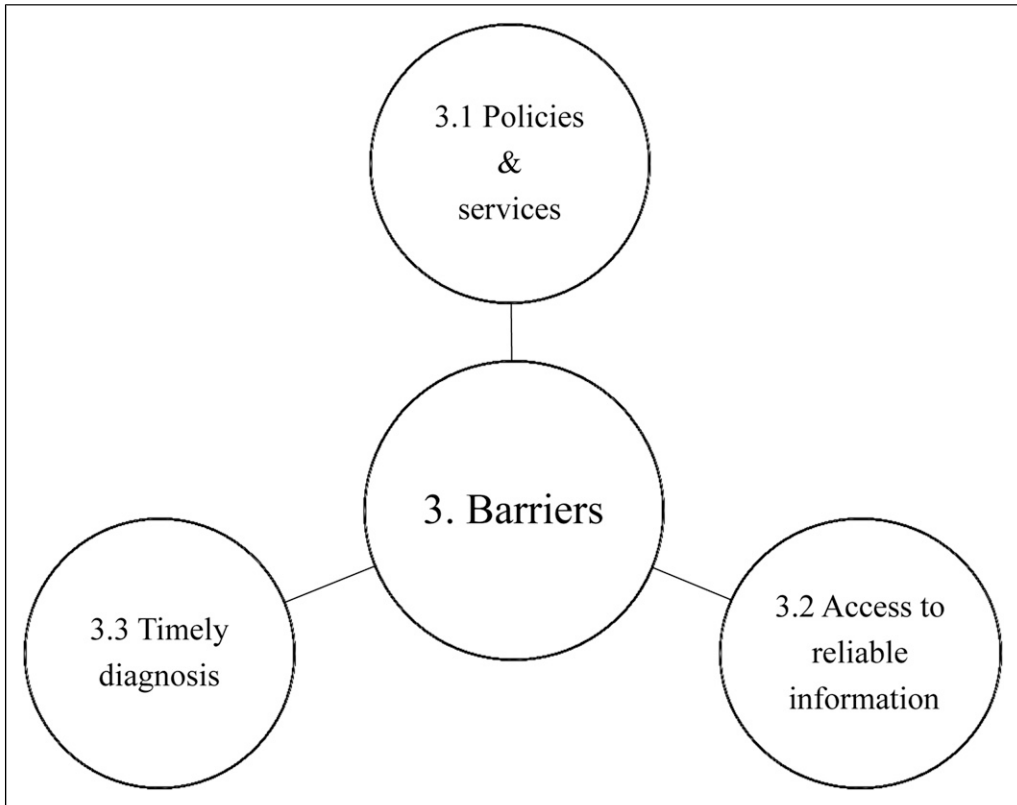 3.1 Policies
&
services
3. Barriers
3.3 Timely
diagnosis
3.2 Access to
reliable
information